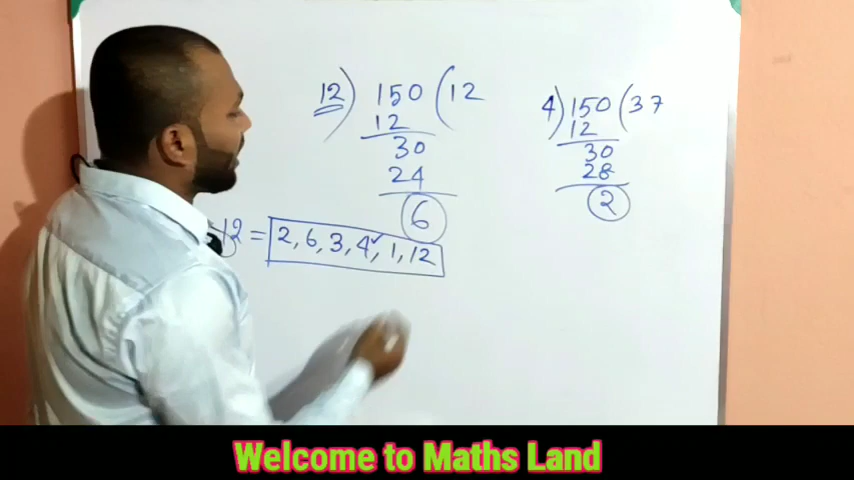 12) 150 (12
12
30
24
6
12 = 2, 6, 3, 4, 1, 12
4) 150 (37
12
30
28
2
Welcome to Maths Land